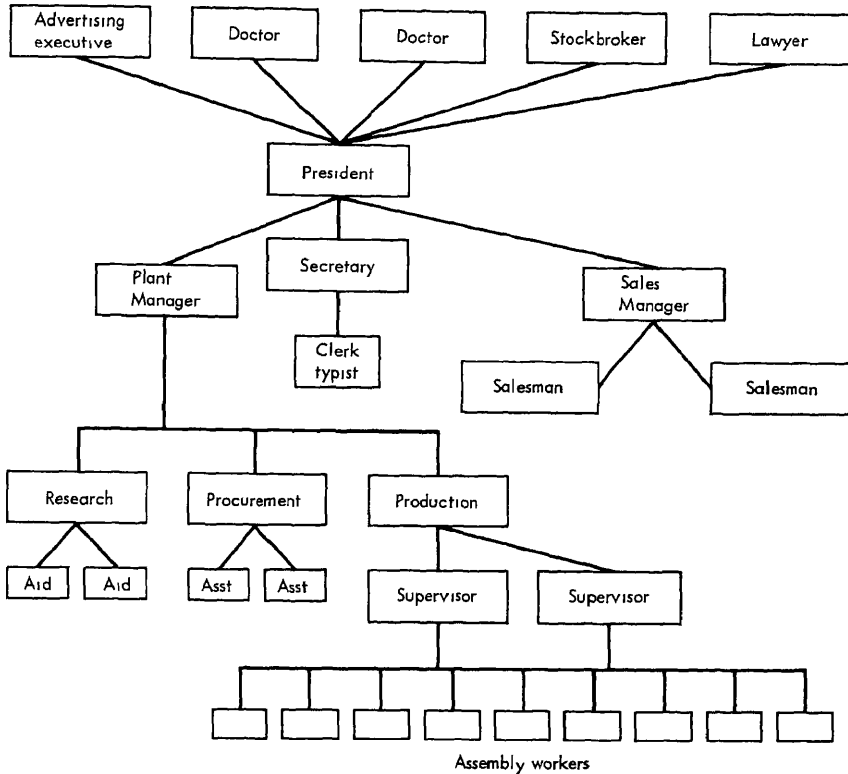 Advertising
executive
Doctor
Doctor
Stockbroker
Lawyer
President
Plant
Manager
Secretary
Sales
Manager
Clerk
typist
Salesman
Salesman
Research
Procurement
Production
Aid
Aid
Asst
Asst
Supervisor
Supervisor
Assembly workers